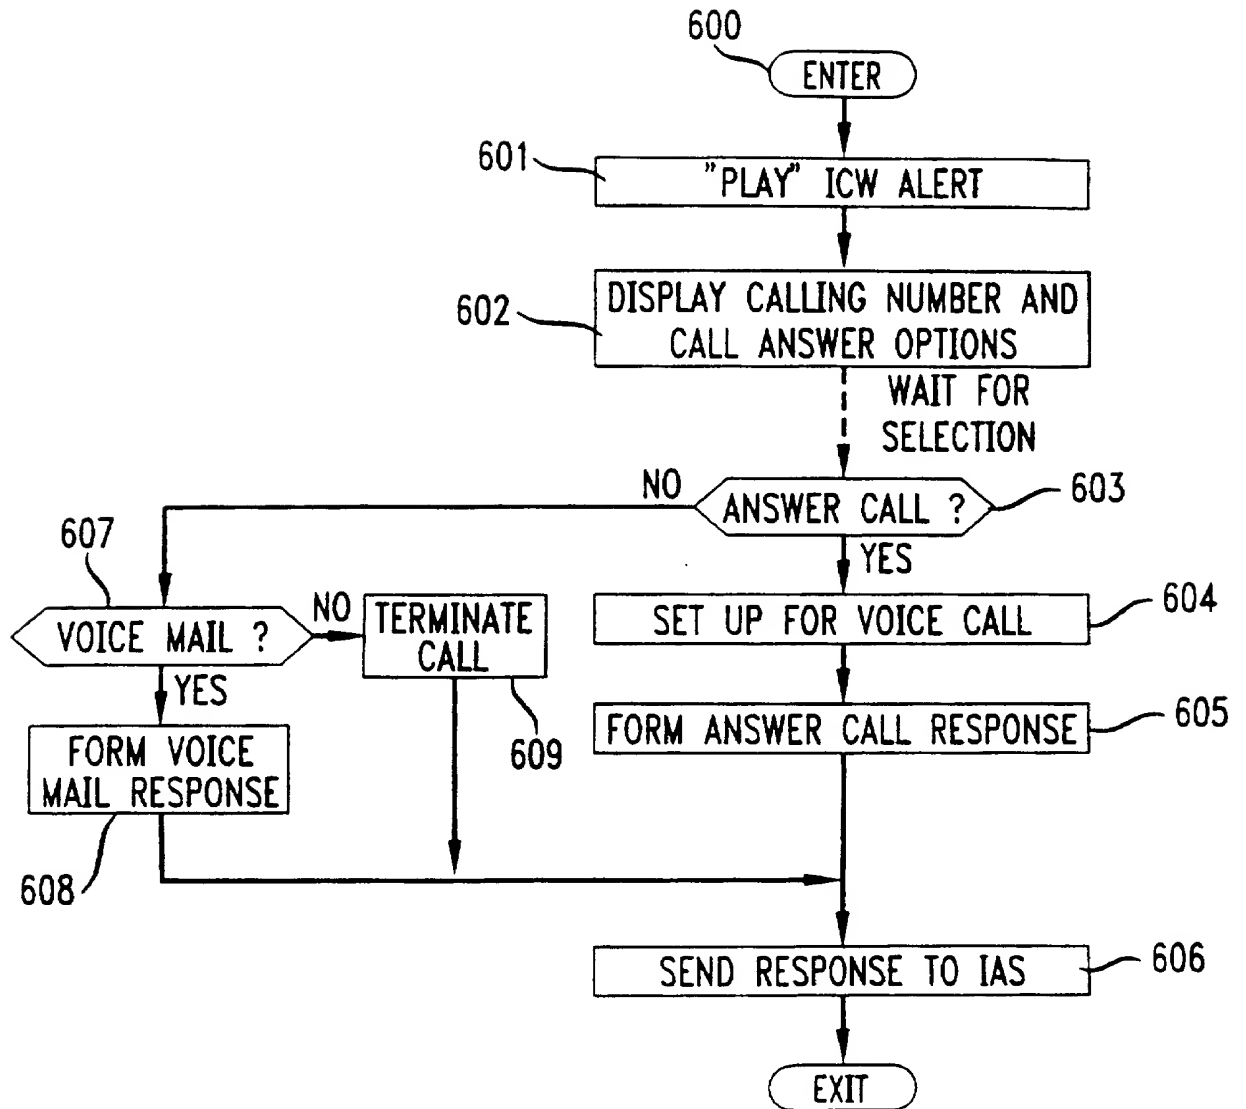 600
ENTER
601
"PLAY" ICW ALERT
602
DISPLAY CALLING NUMBER AND
CALL ANSWER OPTIONS
WAIT FOR
SELECTION
NO
ANSWER CALL ?
603
YES
607
VOICE MAIL ?
NO
TERMINATE
CALL
609
SET UP FOR VOICE CALL
604
YES
FORM VOICE
MAIL RESPONSE
608
FORM ANSWER CALL RESPONSE
605
SEND RESPONSE TO IAS
606
EXIT